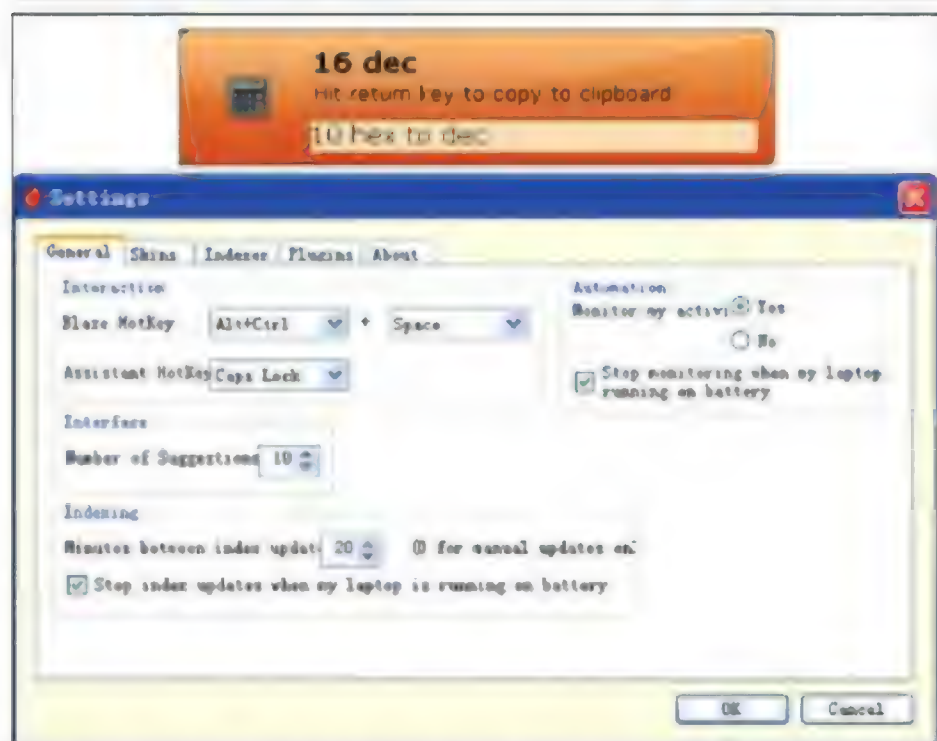 16 dec
Hit return key to copy to clipboard
10 hex to dec
Settings
General Skins Indexer Plugins About
Interaction
Blaze HotKey Alt+Ctrl + Space
Assistant HotKey Caps Lock
Automation
Monitor my activi Yes
No
Stop monitoring when my laptop
running on battery
Interface
Number of Suggestions 10
Indexing
Minutes between index updat 20 (0 for manual updates on
Stop index updates when my laptop is running on battery
OK Cancel